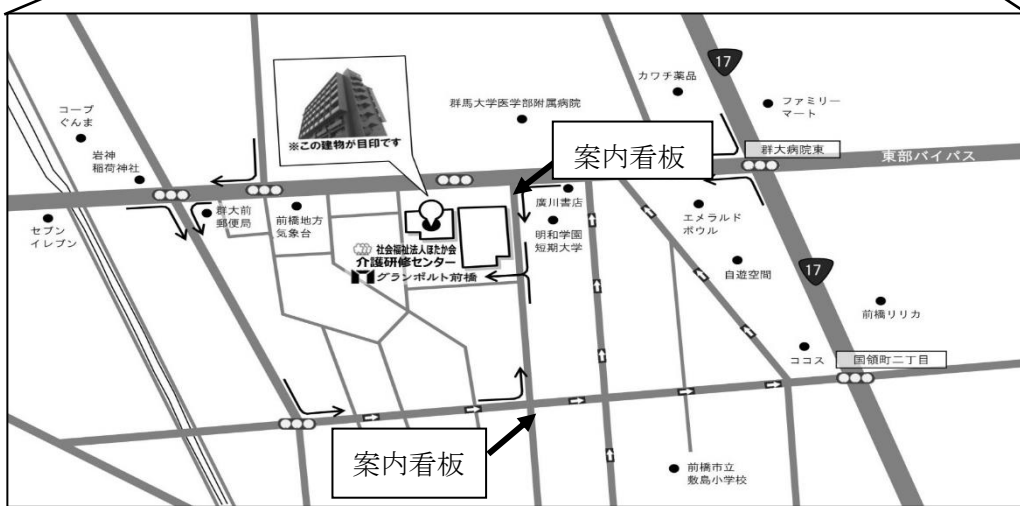 17
カワチ薬品
ファミリー
マート
コープ
ぐんま
群馬大学医学部附属病院
※この建物が目印です
岩神
稲荷神社
案内看板
群大病院東
東部バイパス
セブン
イレブン
群大前
郵便局
前橋地方
気象台
廣川書店
明和学園
短期大学
エメラルド
ボウル
社会福祉法人ほたか会
介護研修センター
グランポルト前橋
自遊空間
17
前橋リリカ
ココス
国領町二丁目
案内看板
前橋市立
敷島小学校